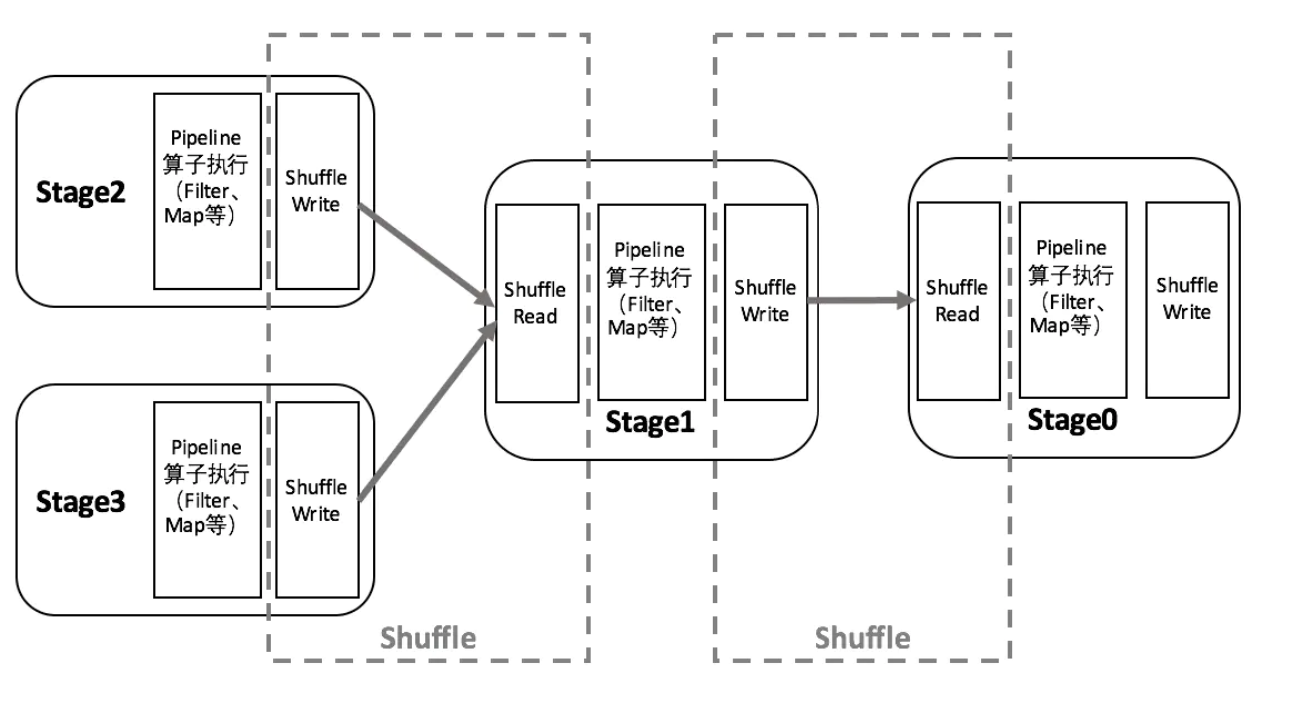 Stage2
Pipeline
算子执行
（Filter、
Map等）
Shuffle
Write
Stage3
Pipeline
算子执行
（Filter、
Map等）
Shuffle
Write
Shuffle
Shuffle
Read
Pipeline
算子执行
（Filter、
Map等）
Shuffle
Write
Stage1
Shuffle
Shuffle
Read
Pipeline
算子执行
（Filter、
Map等）
Shuffle
Write
Stage0